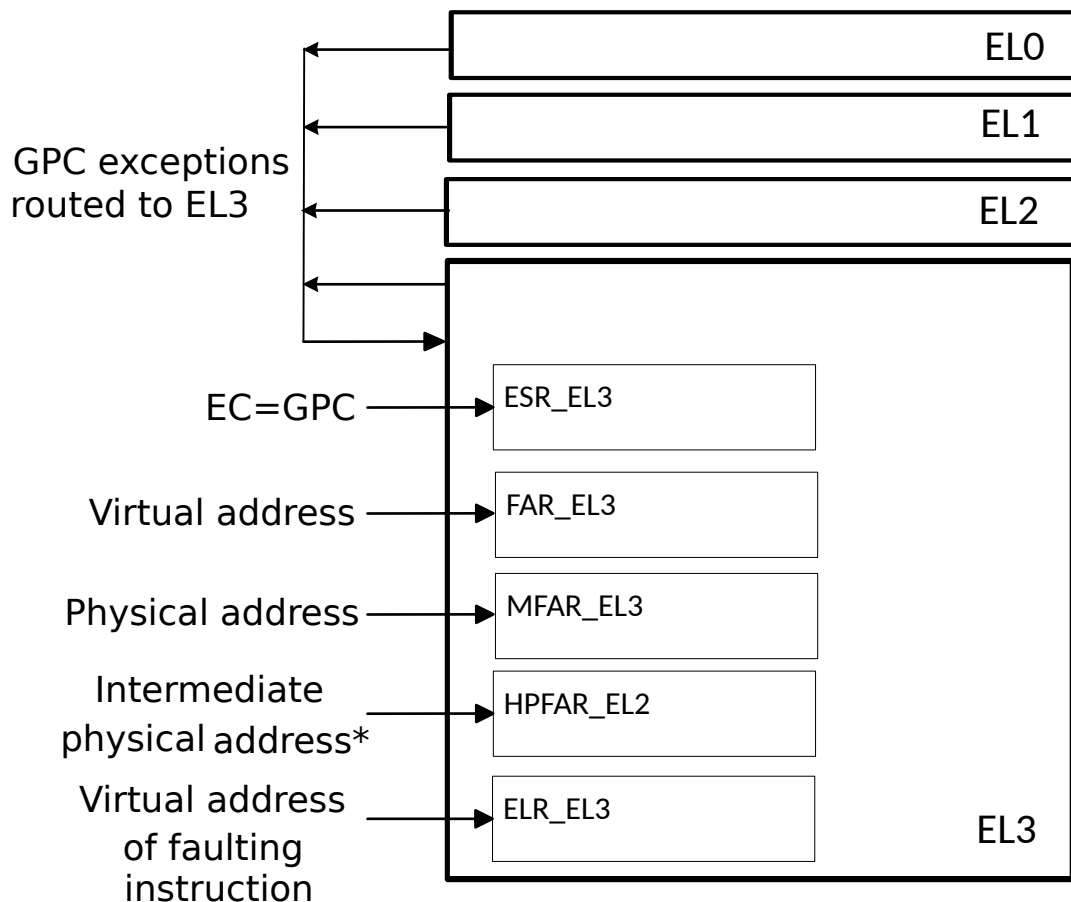 EL0
EL1
GPC exceptions
routed to EL3
EL2
EC=GPC
ESR_EL3
Virtual address
FAR_EL3
Physical address
MFAR_EL3
Intermediate
physical address*
HPFAR_EL2
Virtual address
of faulting
instruction
ELR_EL3
EL3